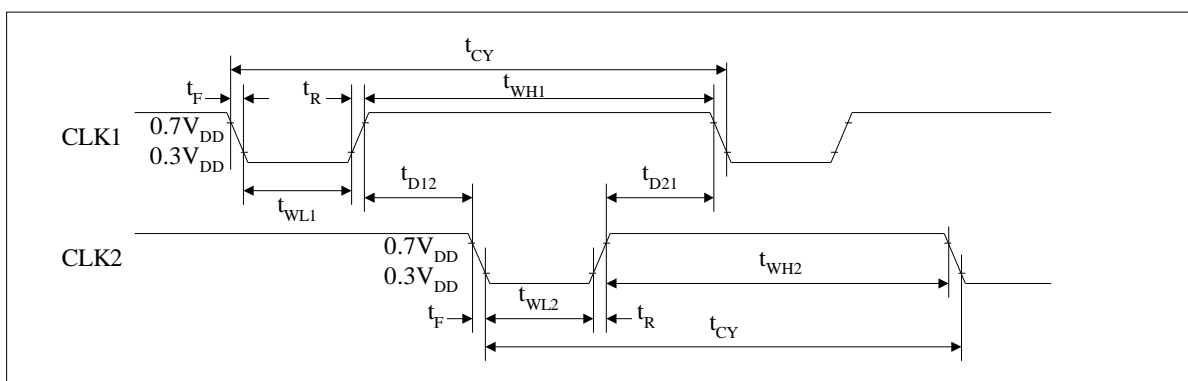 t_CY
t_F t_R t_WH1
CLK1 0.7V_DD
0.3V_DD
t_D12 t_D21
t_WL1
CLK2 0.7V_DD
0.3V_DD
t_WH2
t_WL2
t_F t_R
t_CY